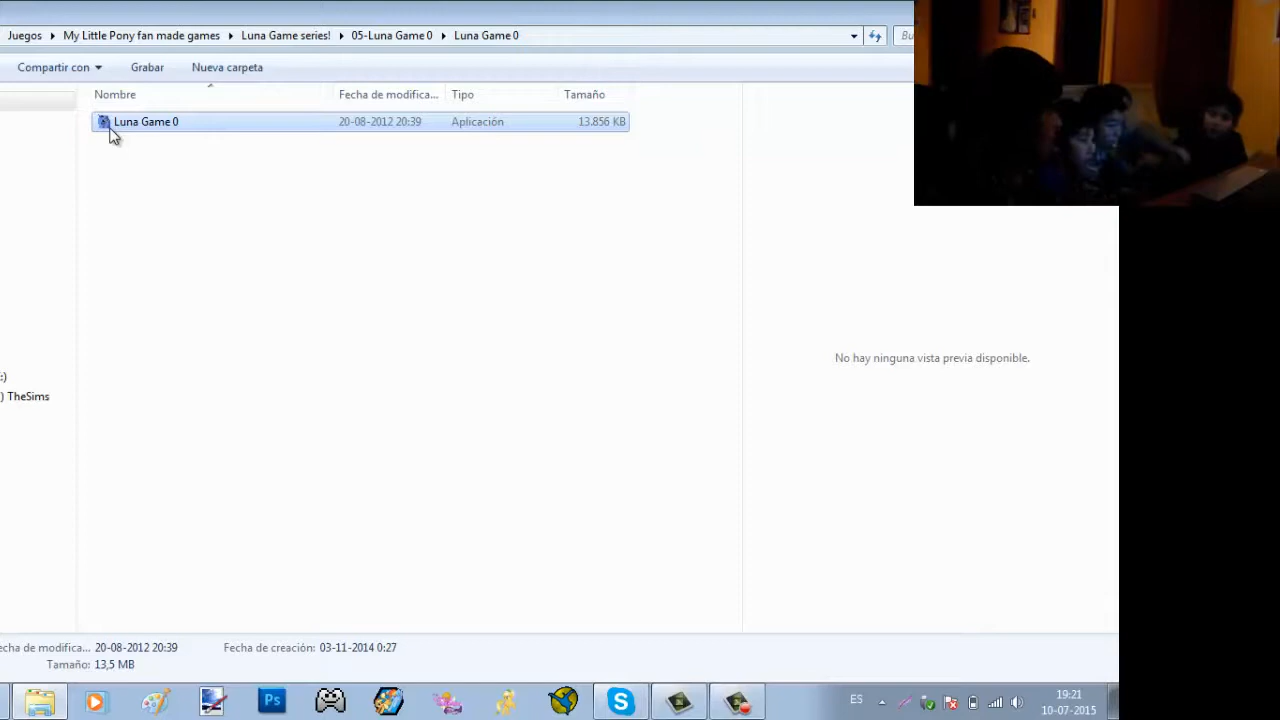 Juegos ▸ My Little Pony fan made games ▸ Luna Game series! ▸ 05-Luna Game 0 ▸ Luna Game 0
Compartir con Grabar Nueva carpeta
Nombre Fecha de modifica... Tipo Tamaño
Luna Game 0 20-08-2012 20:39 Aplicación 13.856 KB
No hay ninguna vista previa disponible.
:)
) TheSims
echa de modifica... 20-08-2012 20:39 Fecha de creación: 03-11-2014 0:27
Tamaño: 13,5 MB
Ps
S
ES
19:21
10-07-2015